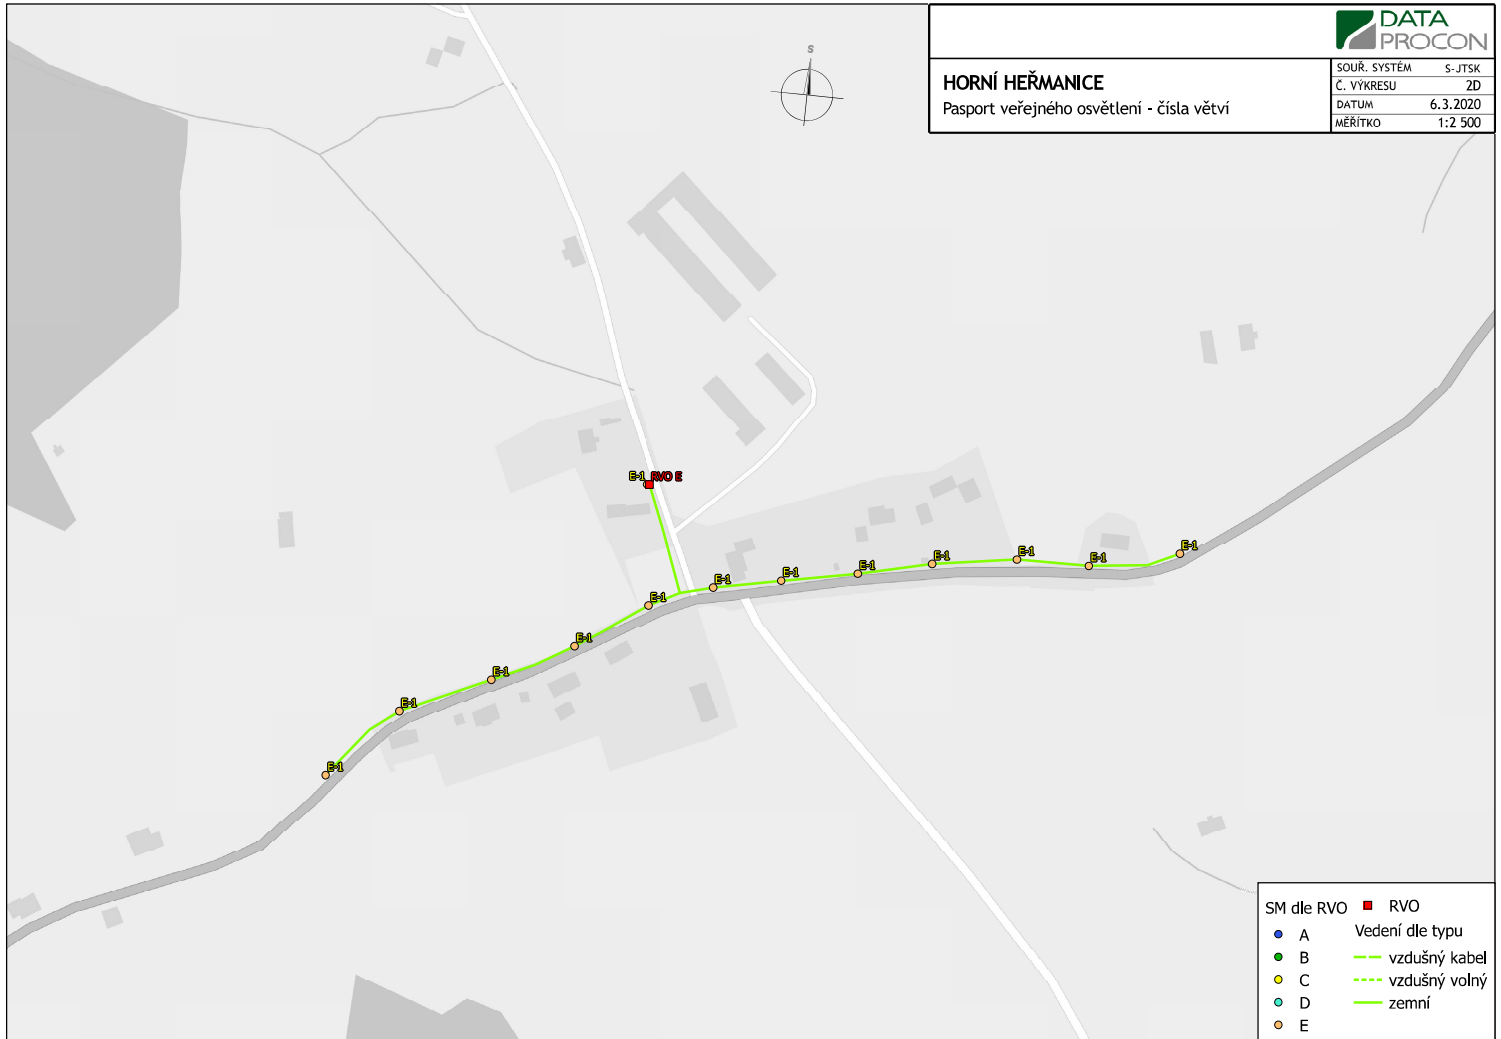 DATA
PROCON
HORNÍ HEŘMANICE
Pasport veřejného osvětlení - čísla větví
SOUŘ. SYSTÉM S-JTSK
Č. VÝKRESU 2D
DATUM 6.3.2020
MĚŘÍTKO 1:2 500
S
E-1 RVO E
E-1
E-1
E-1
E-1
E-1
E-1
E-1
E-1
E-1
E-1
E-1
E-1
SM dle RVO
A
B
C
D
E
RVO
Vedení dle typu
vzdušný kabel
vzdušný volný
zemní